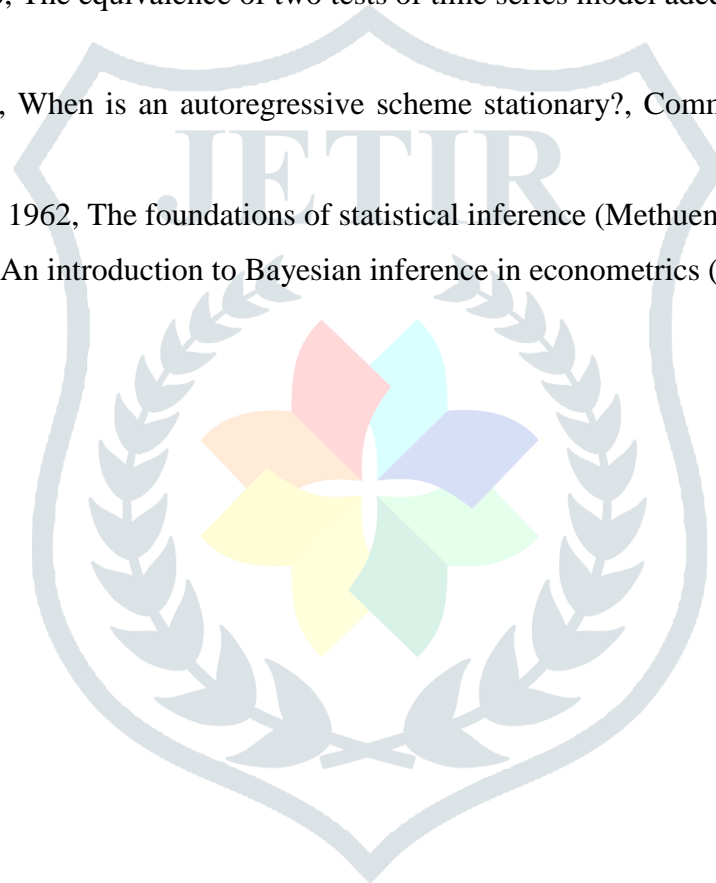 , The equivalence of two tests of time series model
, When is an autoregressive scheme stationary?, Comm
JETIR
1962, The foundations of statistical inference (Methuen
An introduction to Bayesian inference in econometrics (